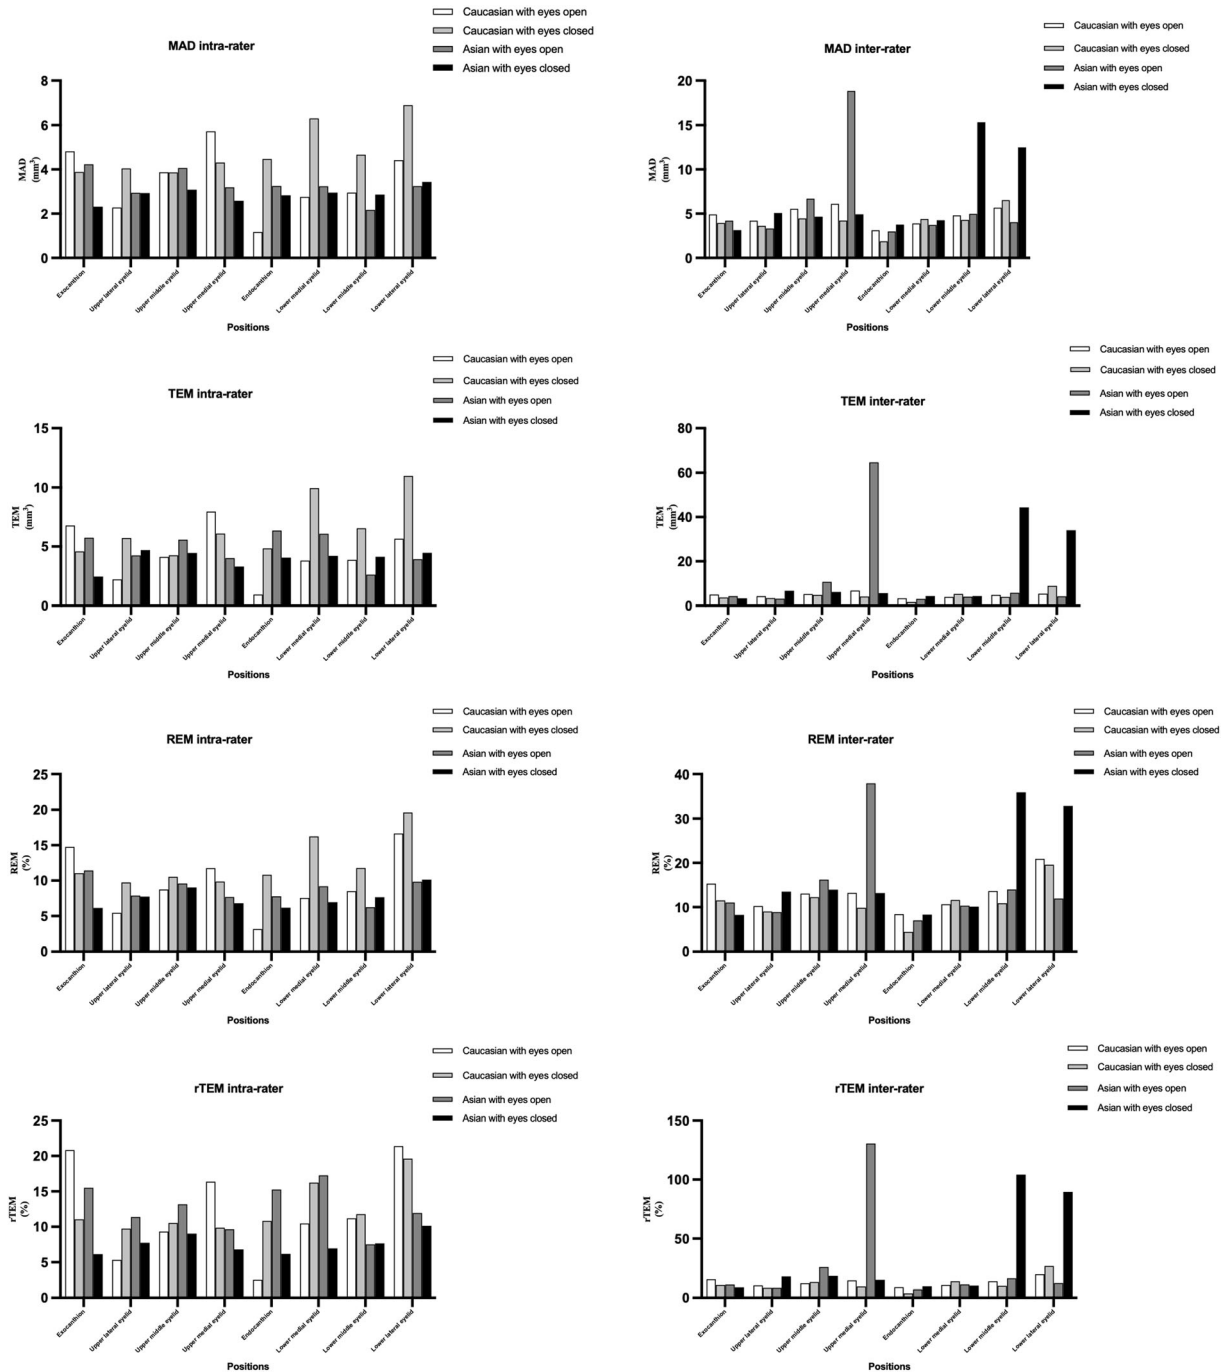 MAD intra-rater
Caucasian with eyes open
Caucasian with eyes closed
Asian with eyes open
Asian with eyes closed
8
6
4
2
0
MAD
(mm³)
Exocanthion
Upper lateral eyelid
Upper middle eyelid
Upper medial eyelid
Endocanthion
Lower medial eyelid
Lower middle eyelid
Lower lateral eyelid
Positions
MAD inter-rater
Caucasian with eyes open
Caucasian with eyes closed
Asian with eyes open
Asian with eyes closed
20
15
10
5
0
MAD
(mm³)
Exocanthion
Upper lateral eyelid
Upper middle eyelid
Upper medial eyelid
Endocanthion
Lower medial eyelid
Lower middle eyelid
Lower lateral eyelid
Positions
TEM intra-rater
Caucasian with eyes open
Caucasian with eyes closed
Asian with eyes open
Asian with eyes closed
15
10
5
0
TEM
(mm³)
Exocanthion
Upper lateral eyelid
Upper middle eyelid
Upper medial eyelid
Endocanthion
Lower medial eyelid
Lower middle eyelid
Lower lateral eyelid
Positions
TEM inter-rater
Caucasian with eyes open
Caucasian with eyes closed
Asian with eyes open
Asian with eyes closed
80
60
40
20
0
TEM
(mm³)
Exocanthion
Upper lateral eyelid
Upper middle eyelid
Upper medial eyelid
Endocanthion
Lower medial eyelid
Lower middle eyelid
Lower lateral eyelid
Positions
REM intra-rater
Caucasian with eyes open
Caucasian with eyes closed
Asian with eyes open
Asian with eyes closed
25
20
15
10
5
0
REM
(%)
Exocanthion
Upper lateral eyelid
Upper middle eyelid
Upper medial eyelid
Endocanthion
Lower medial eyelid
Lower middle eyelid
Lower lateral eyelid
Positions
REM inter-rater
Caucasian with eyes open
Caucasian with eyes closed
Asian with eyes open
Asian with eyes closed
40
30
20
10
0
REM
(%)
Exocanthion
Upper lateral eyelid
Upper middle eyelid
Upper medial eyelid
Endocanthion
Lower medial eyelid
Lower middle eyelid
Lower lateral eyelid
Positions
rTEM intra-rater
Caucasian with eyes open
Caucasian with eyes closed
Asian with eyes open
Asian with eyes closed
25
20
15
10
5
0
rTEM
(%)
Exocanthion
Upper lateral eyelid
Upper middle eyelid
Upper medial eyelid
Endocanthion
Lower medial eyelid
Lower middle eyelid
Lower lateral eyelid
Positions
rTEM inter-rater
Caucasian with eyes open
Caucasian with eyes closed
Asian with eyes open
Asian with eyes closed
150
100
50
0
rTEM
(%)
Exocanthion
Upper lateral eyelid
Upper middle eyelid
Upper medial eyelid
Endocanthion
Lower medial eyelid
Lower middle eyelid
Lower lateral eyelid
Positions